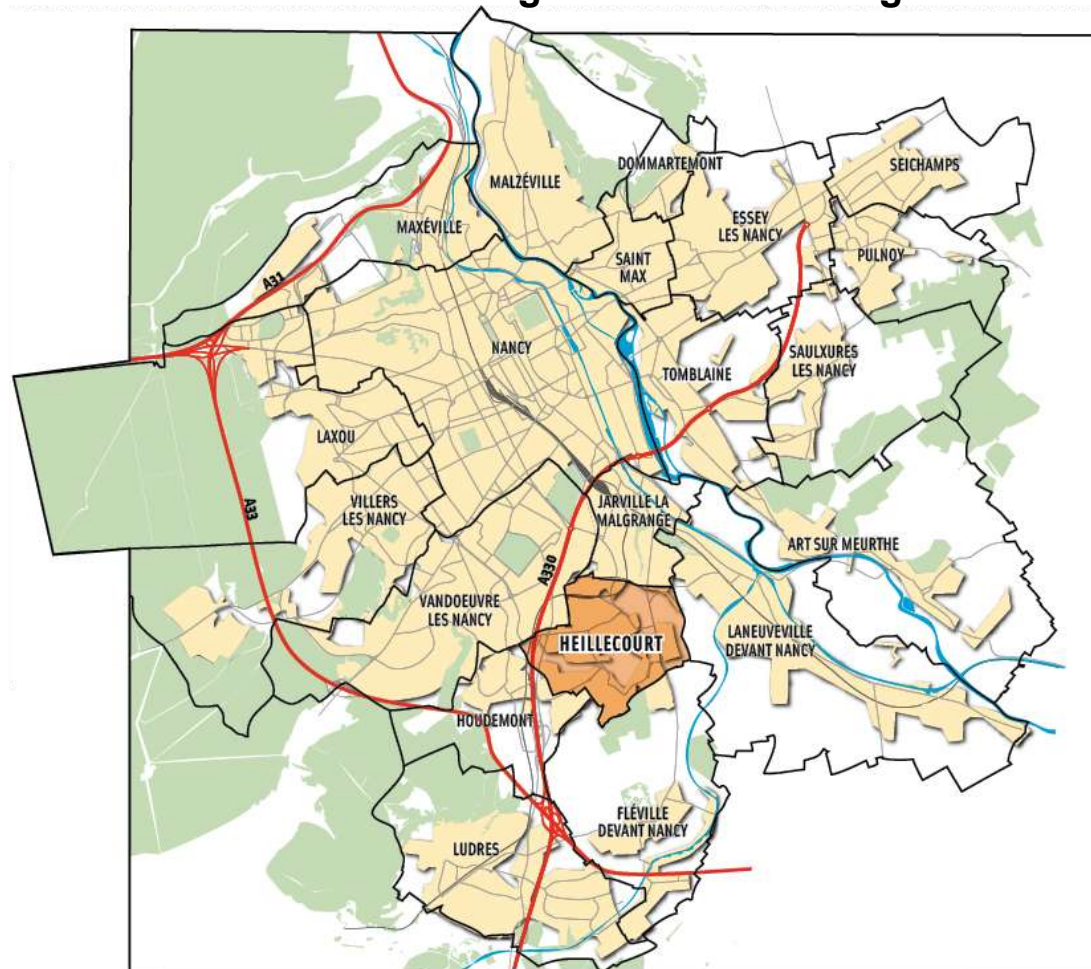 DOMMARTEMONT
SEICHAMPS
MALZÉVILLE
ESSEY
LES NANCY
MAXÉVILLE
SAINT
MAX
PULNOY
A31
NANCY
TOMBLAINE
SAULXURES
LES NANCY
LAXOU
VILLERS
LES NANCY
A33
JARVILLE LA
MALGRANGE
ART SUR MEURTHE
A330
VANDOEUVRE
LES NANCY
HEILLECOURT
LANEUVEVILLE
DEVANT NANCY
HOUDEMONT
FLÉVILLE
DEVANT NANCY
LUDRES